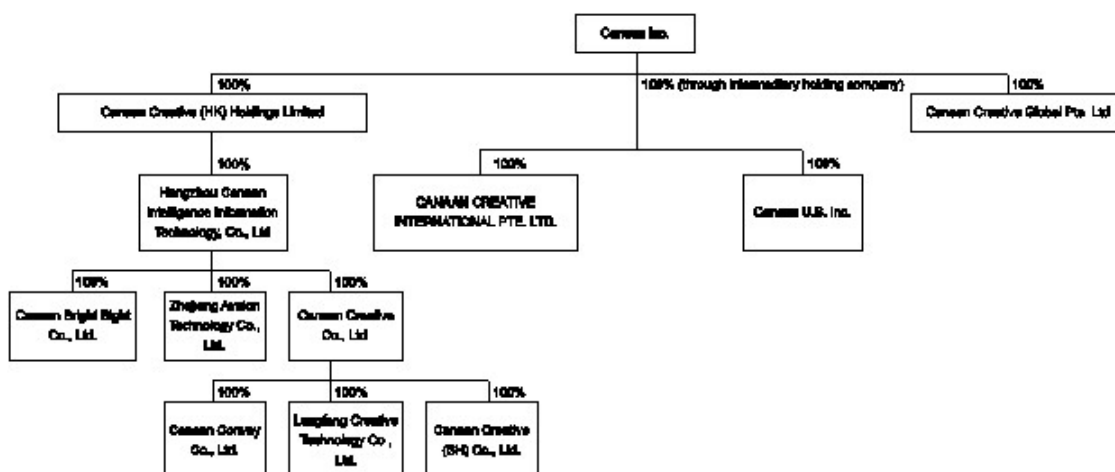 Canaan Inc.
100%
100% (through intermediary holding company)
100%
Canaan Creative (HK) Holdings Limited
Canaan Creative Global Pte. Ltd
100%
100%
100%
Hangzhou Canaan
Intelligence Information
Technology, Co., Ltd
CANAAN CREATIVE
INTERNATIONAL PTE. LTD.
Canaan U.S. Inc.
100%
100%
100%
Canaan Bright Sight
Co., Ltd.
Zhejiang Avalon
Technology Co.,
Ltd.
Canaan Creative
Co., Ltd
100%
100%
100%
Canaan Convey
Co., Ltd.
Langfang Creative
Technology Co.,
Ltd.
Canaan Creative
(SH) Co., Ltd.